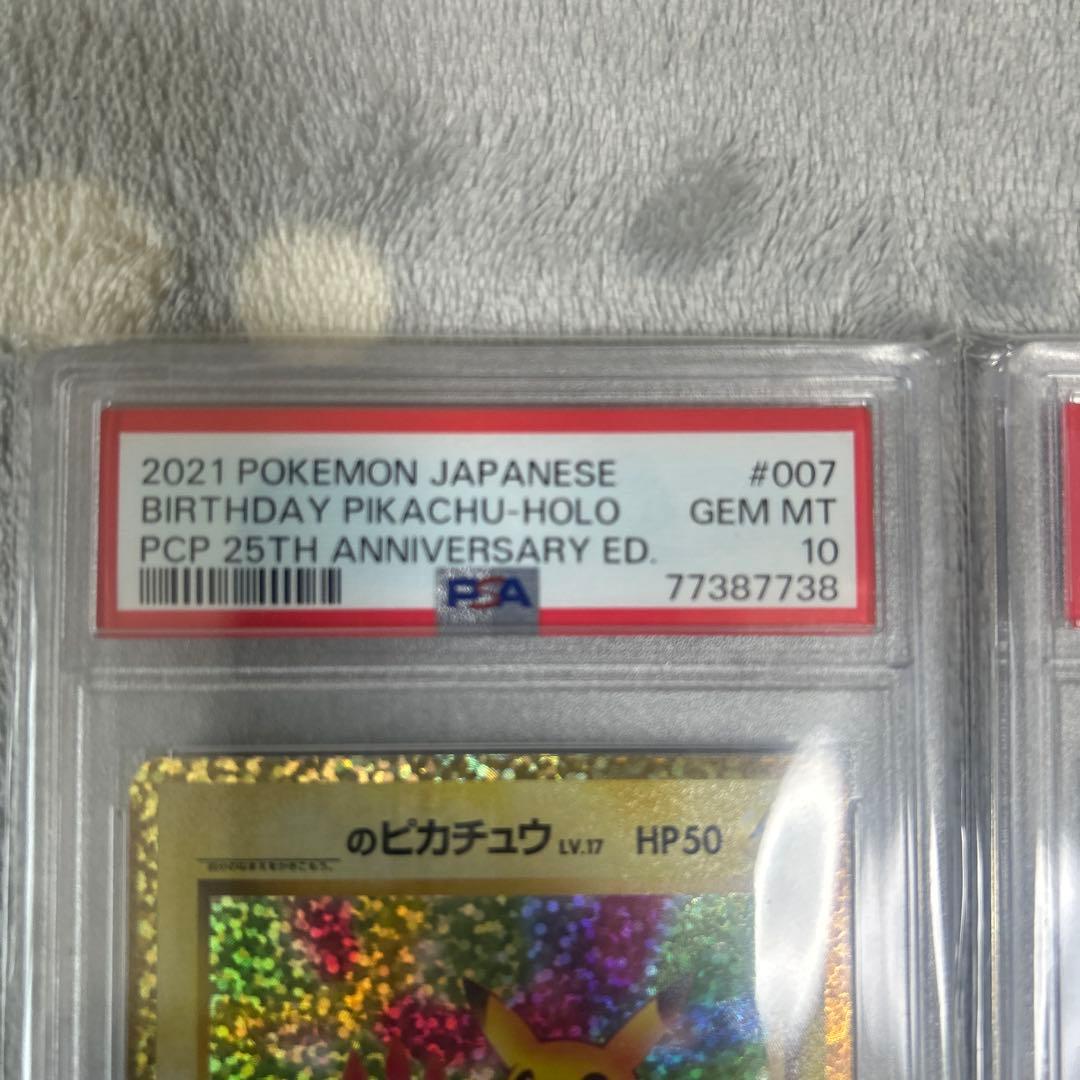 2021 POKEMON JAPANESE #007
BIRTHDAY PIKACHU-HOLO GEM MT
PCP 25TH ANNIVERSARY ED. 10
PSA 77387738
のピカチュウ LV.17 HP50